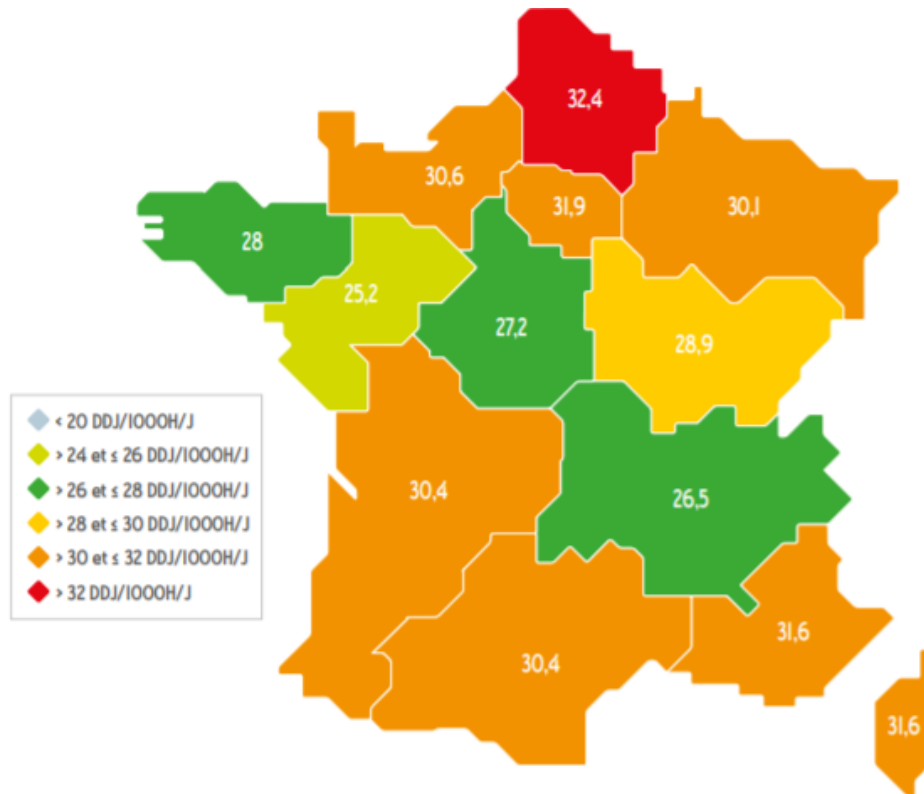 32,4
30,6
31,9
30,1
28
25,2
27,2
28,9
< 20 DDJ/1000H/J
> 24 et ≤ 26 DDJ/1000H/J
> 26 et ≤ 28 DDJ/1000H/J
> 28 et ≤ 30 DDJ/1000H/J
> 30 et ≤ 32 DDJ/1000H/J
> 32 DDJ/1000H/J
30,4
26,5
30,4
31,6
31,6